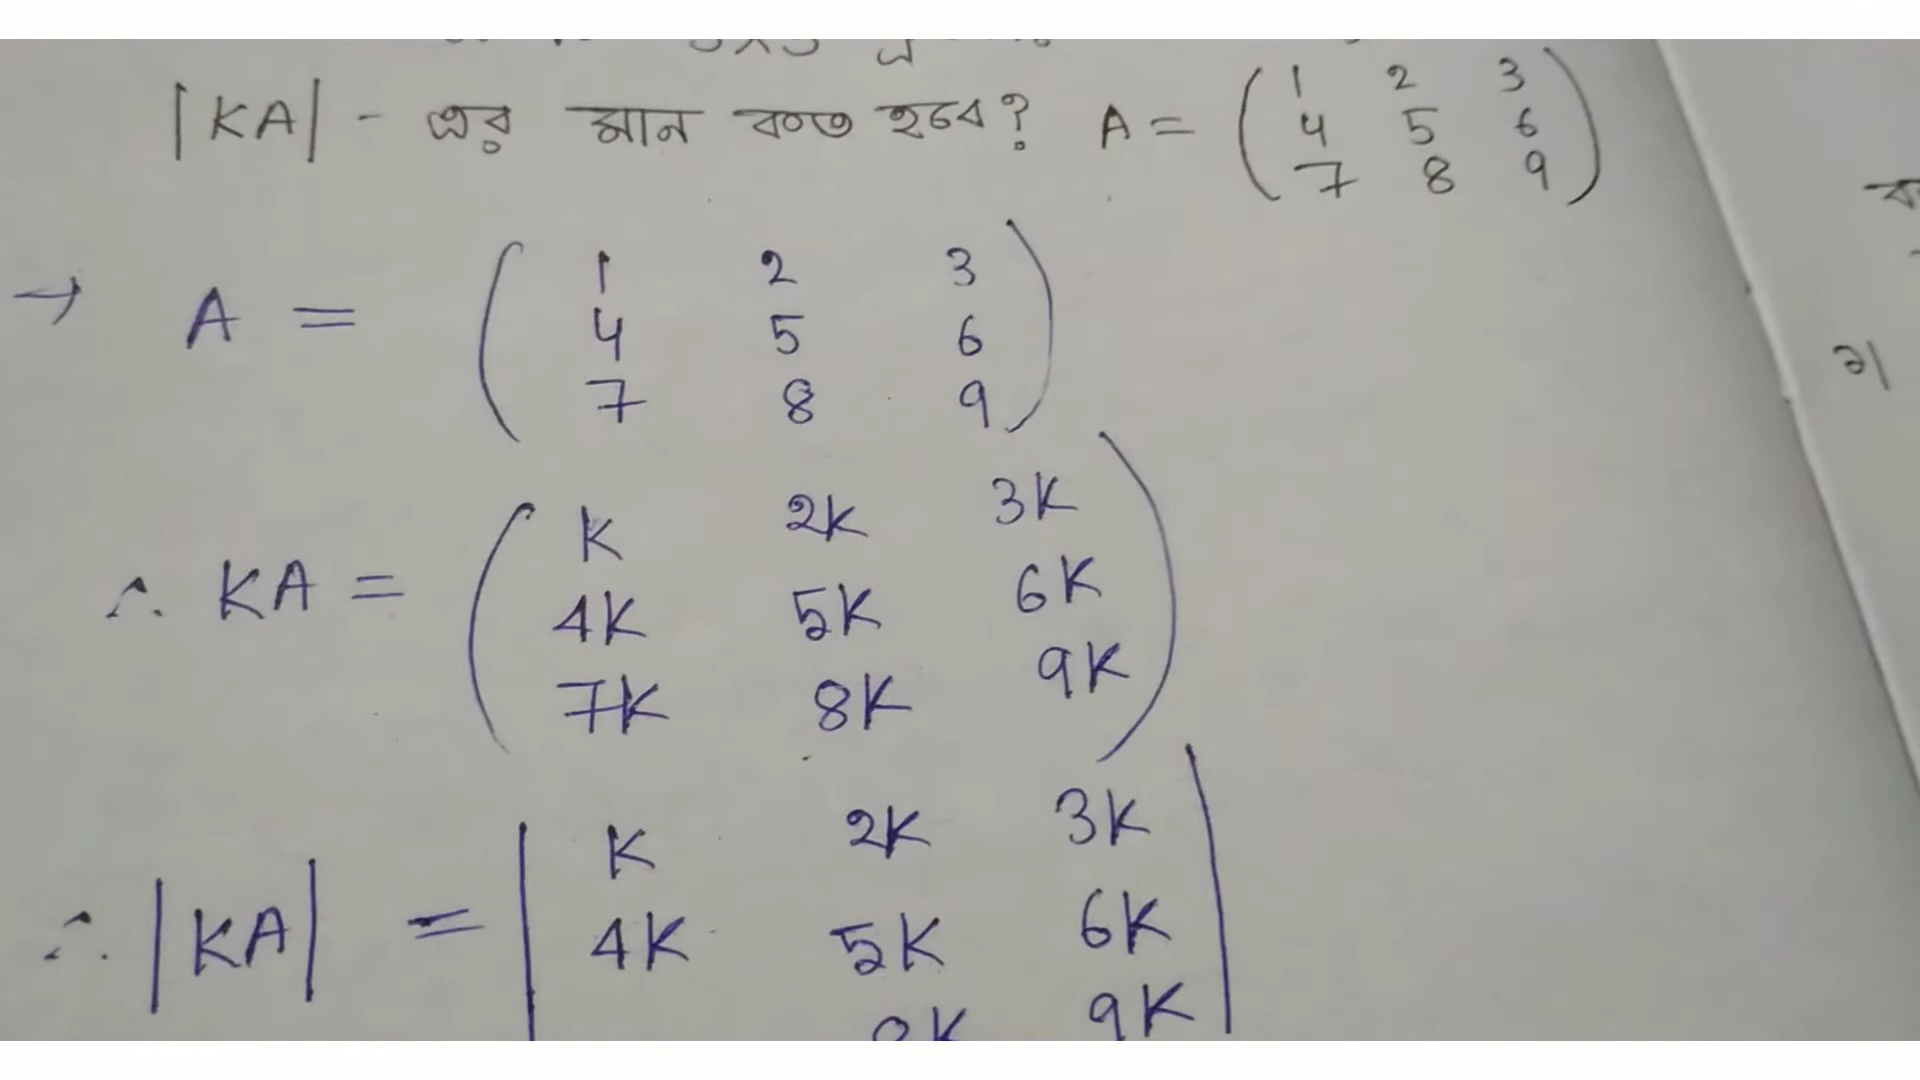 |KA| - এর মান কত হবে? A = ( 1 2 3
4 5 6
7 8 9 )
→ A = ( 1 2 3
4 5 6
7 8 9 )
∴ KA = ( K 2K 3K
4K 5K 6K
7K 8K 9K )
∴ |KA| = | K 2K 3K
4K 5K 6K
8K 9K |